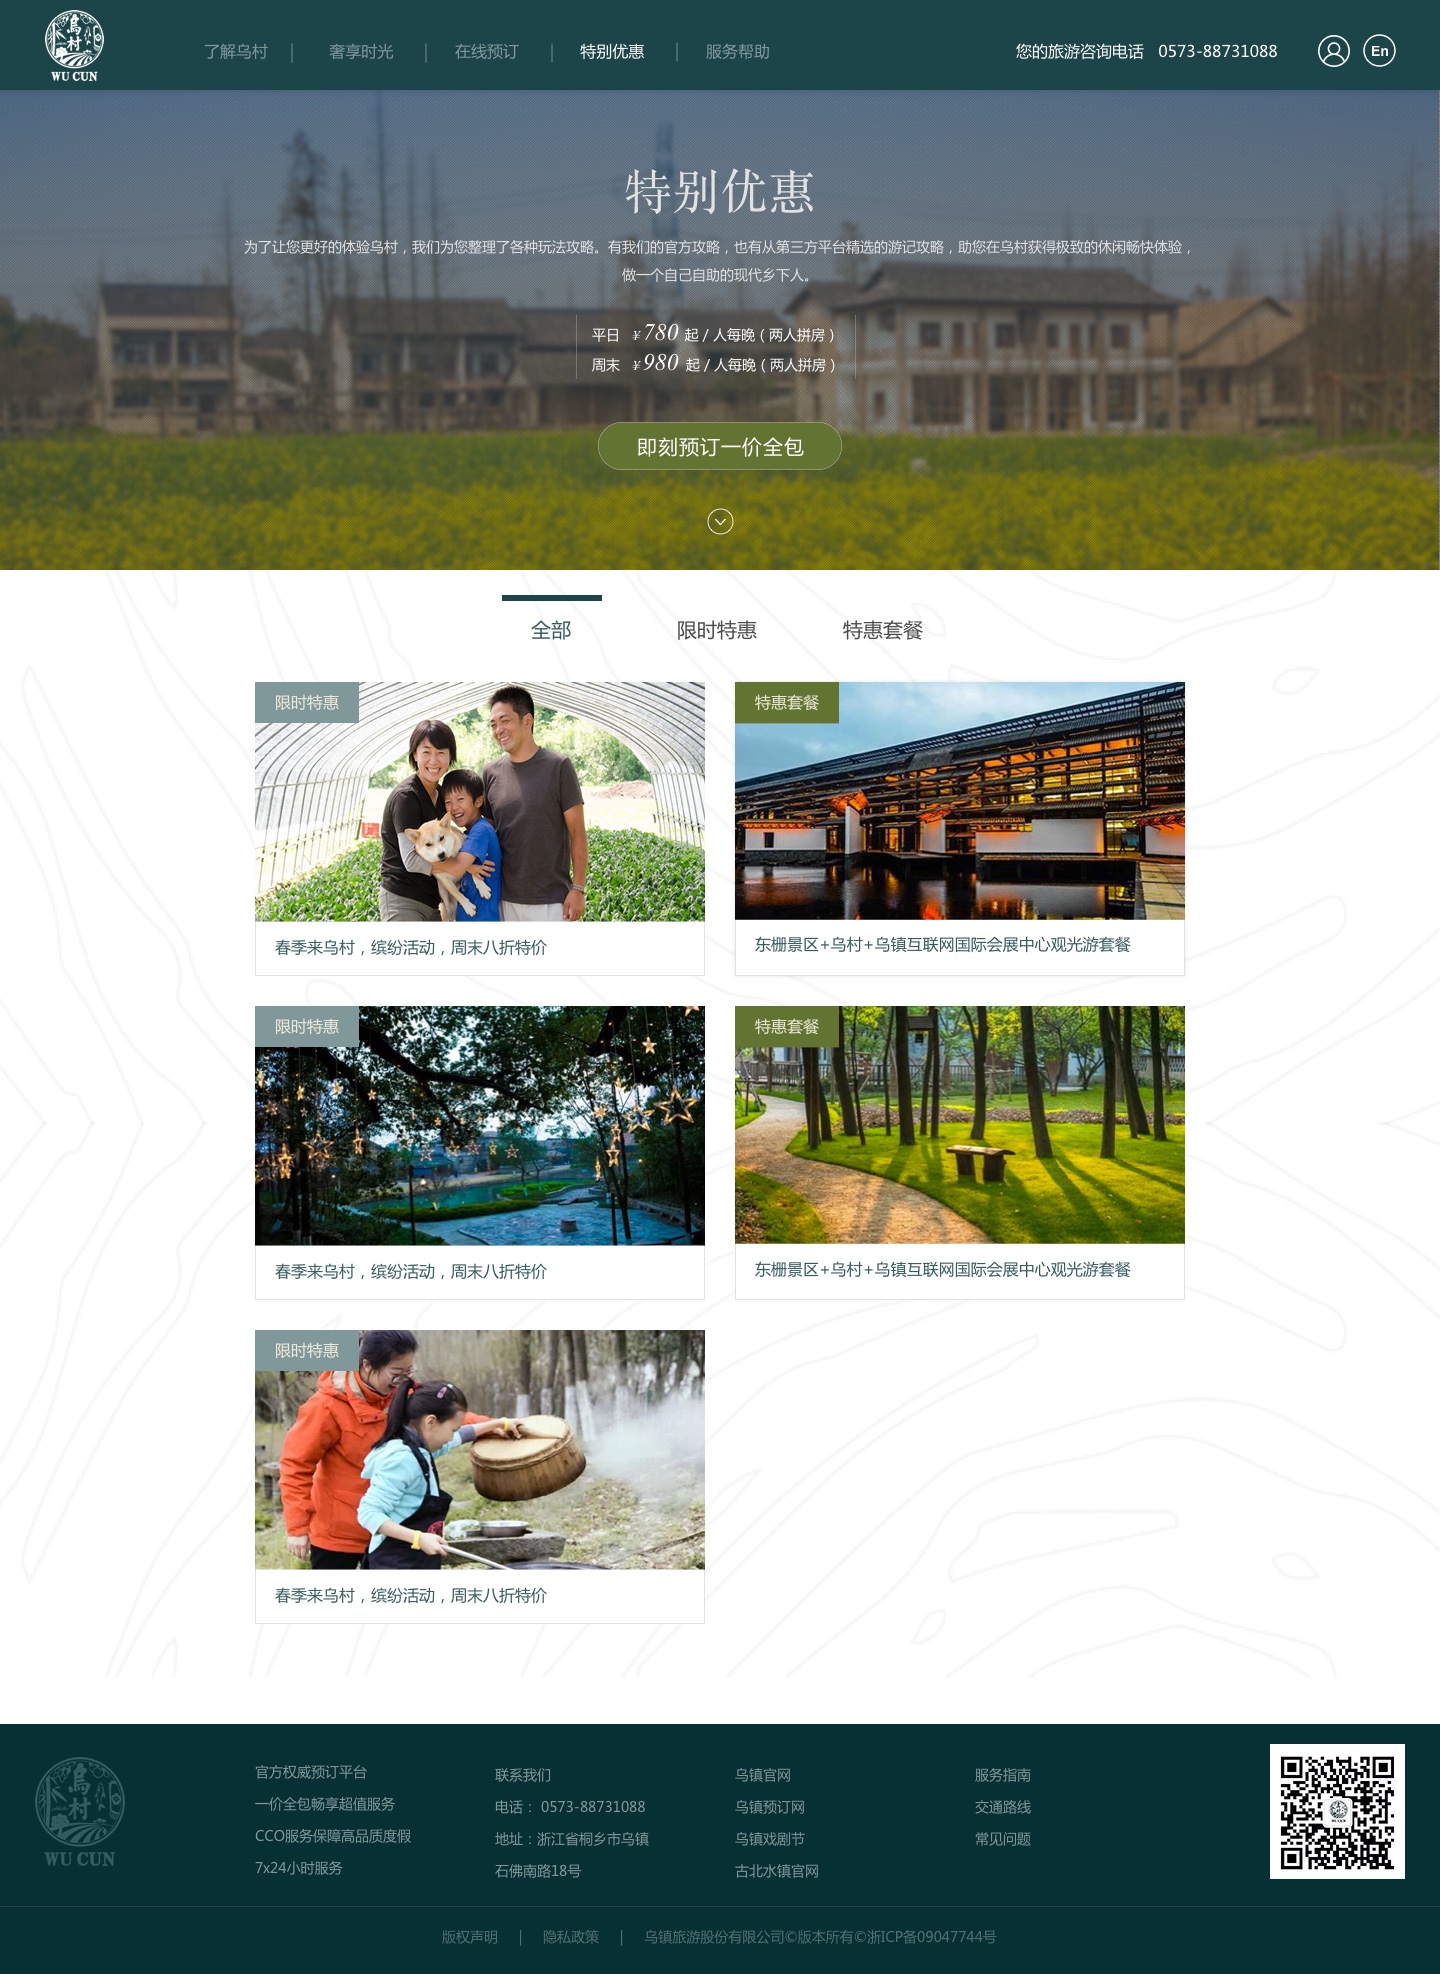 乌村
WU CUN
了解乌村 | 奢享时光 | 在线预订 | 特别优惠 | 服务帮助
您的旅游咨询电话 0573-88731088
En
特别优惠
为了让您更好的体验乌村，我们为您整理了各种玩法攻略。有我们的官方攻略，也有从第三方平台精选的游记攻略，助您在乌村获得极致的休闲畅快体验，
做一个自己自助的现代乡下人。
平日 ¥780 起 / 人每晚（两人拼房）
周末 ¥980 起 / 人每晚（两人拼房）
即刻预订一价全包
全部 限时特惠 特惠套餐
限时特惠
春季来乌村，缤纷活动，周末八折特价
特惠套餐
东栅景区+乌村+乌镇互联网国际会展中心观光游套餐
限时特惠
春季来乌村，缤纷活动，周末八折特价
特惠套餐
东栅景区+乌村+乌镇互联网国际会展中心观光游套餐
限时特惠
春季来乌村，缤纷活动，周末八折特价
乌村
WU CUN
官方权威预订平台
一价全包畅享超值服务
CCO服务保障高品质度假
7x24小时服务
联系我们
电话： 0573-88731088
地址：浙江省桐乡市乌镇
石佛南路18号
乌镇官网
乌镇预订网
乌镇戏剧节
古北水镇官网
服务指南
交通路线
常见问题
版权声明 | 隐私政策 | 乌镇旅游股份有限公司©版本所有©浙ICP备09047744号